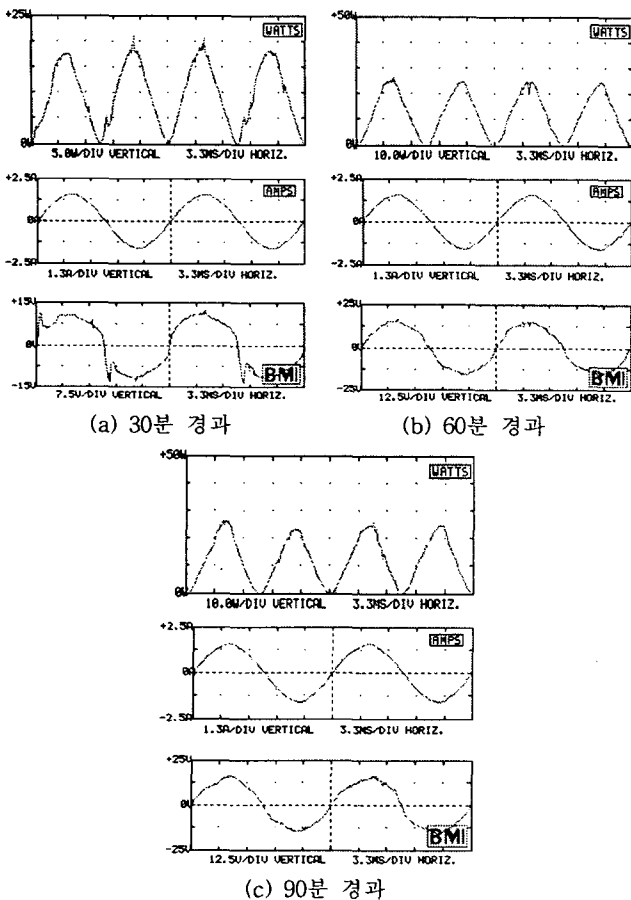 +25W
WATTS
0W
5.0W/DIV VERTICAL 3.3MS/DIV HORIZ.
+2.5A
AMPS
0A
-2.5A
1.3A/DIV VERTICAL 3.3MS/DIV HORIZ.
+15V
0V
-15V
BMI
7.5V/DIV VERTICAL 3.3MS/DIV HORIZ.
(a) 30분 경과
+50W
WATTS
0W
10.0W/DIV VERTICAL 3.3MS/DIV HORIZ.
+2.5A
AMPS
0A
-2.5A
1.3A/DIV VERTICAL 3.3MS/DIV HORIZ.
+25V
0V
-25V
BMI
12.5V/DIV VERTICAL 3.3MS/DIV HORIZ.
(b) 60분 경과
+50W
WATTS
0W
10.0W/DIV VERTICAL 3.3MS/DIV HORIZ.
+2.5A
AMPS
0A
-2.5A
1.3A/DIV VERTICAL 3.3MS/DIV HORIZ.
+25V
0V
-25V
BMI
12.5V/DIV VERTICAL 3.3MS/DIV HORIZ.
(c) 90분 경과